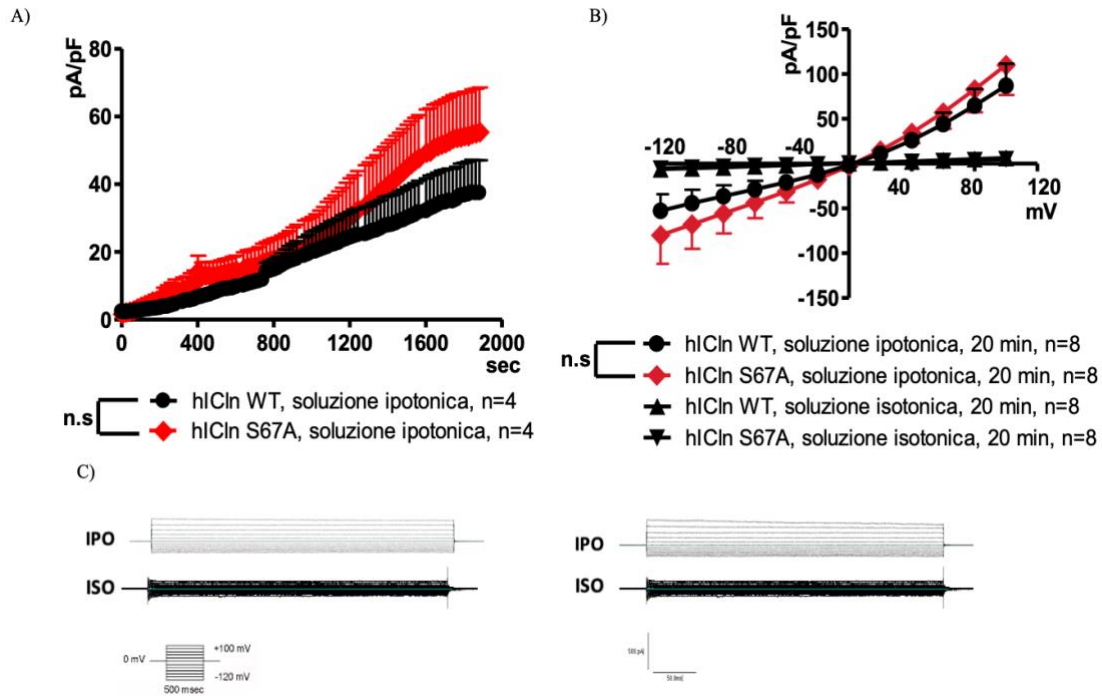 A)
pA/pF
80
60
40
20
0
0 400 800 1200 1600 2000
sec
n.s
hICln WT, soluzione ipotonica, n=4
hICln S67A, soluzione ipotonica, n=4
B)
pA/pF
150
100
50
-50
-100
-150
-120 -80 -40
40 80 120
mV
n.s
hICln WT, soluzione ipotonica, 20 min, n=8
hICln S67A, soluzione ipotonica, 20 min, n=8
hICln WT, soluzione isotonica, 20 min, n=8
hICln S67A, soluzione isotonica, 20 min, n=8
C)
IPO
ISO
0 mV
+100 mV
-120 mV
500 msec
IPO
ISO